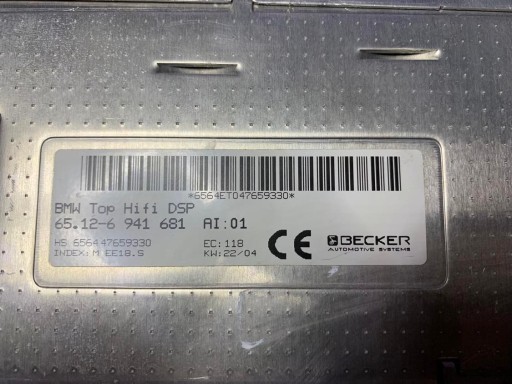 *6564ET047659330*
BMW Top Hifi DSP
65.12-6 941 681 AI:01
HS 656447659330 EC:118
INDEX:M EE18.S KW:22/04
CE BECKER
AUTOMOTIVE SYSTEMS